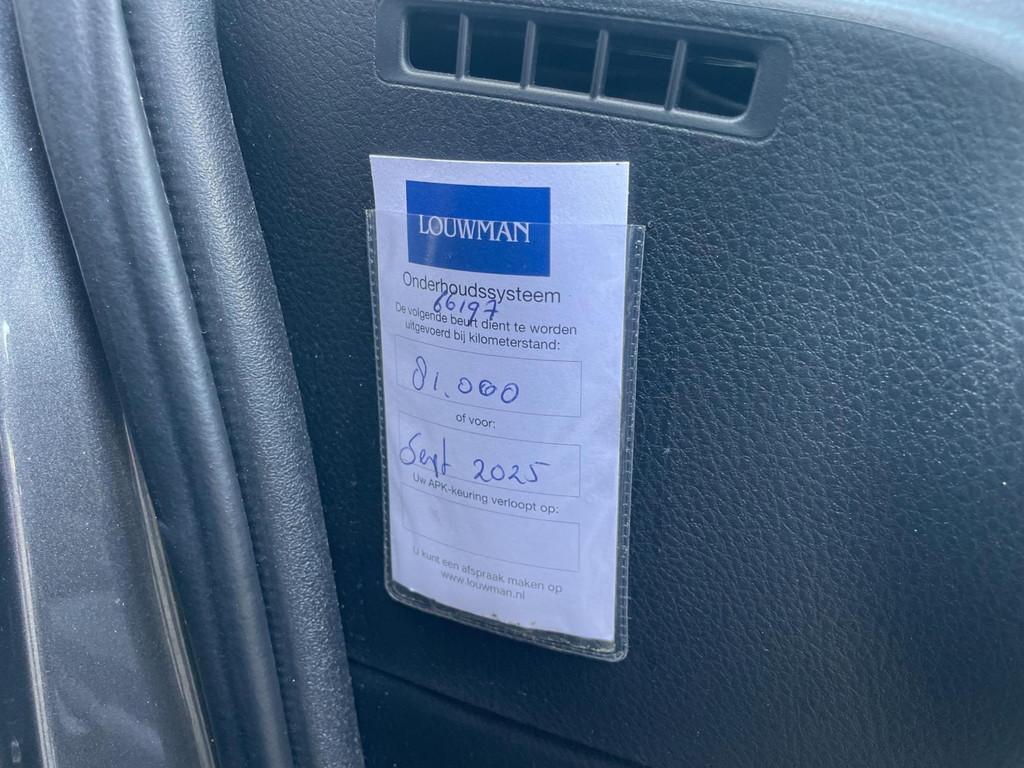 LOUWMAN
Onderhoudssysteem
66197
De volgende beurt dient te worden
uitgevoerd bij kilometerstand:
81.000
of voor:
Sept 2025
Uw APK-keuring verloopt op:
U kunt een afspraak maken op
www.louwman.nl